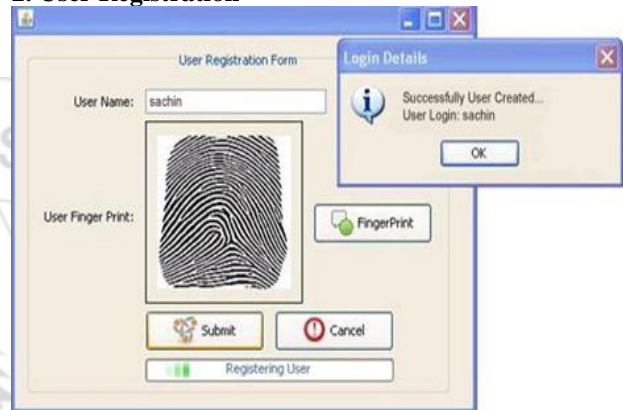 2. User Registration
User Registration Form
Login Details
User Name:
sachin
Successfully User Created...
User Login: sachin
OK
User Finger Print:
FingerPrint
Submit
Cancel
Registering User